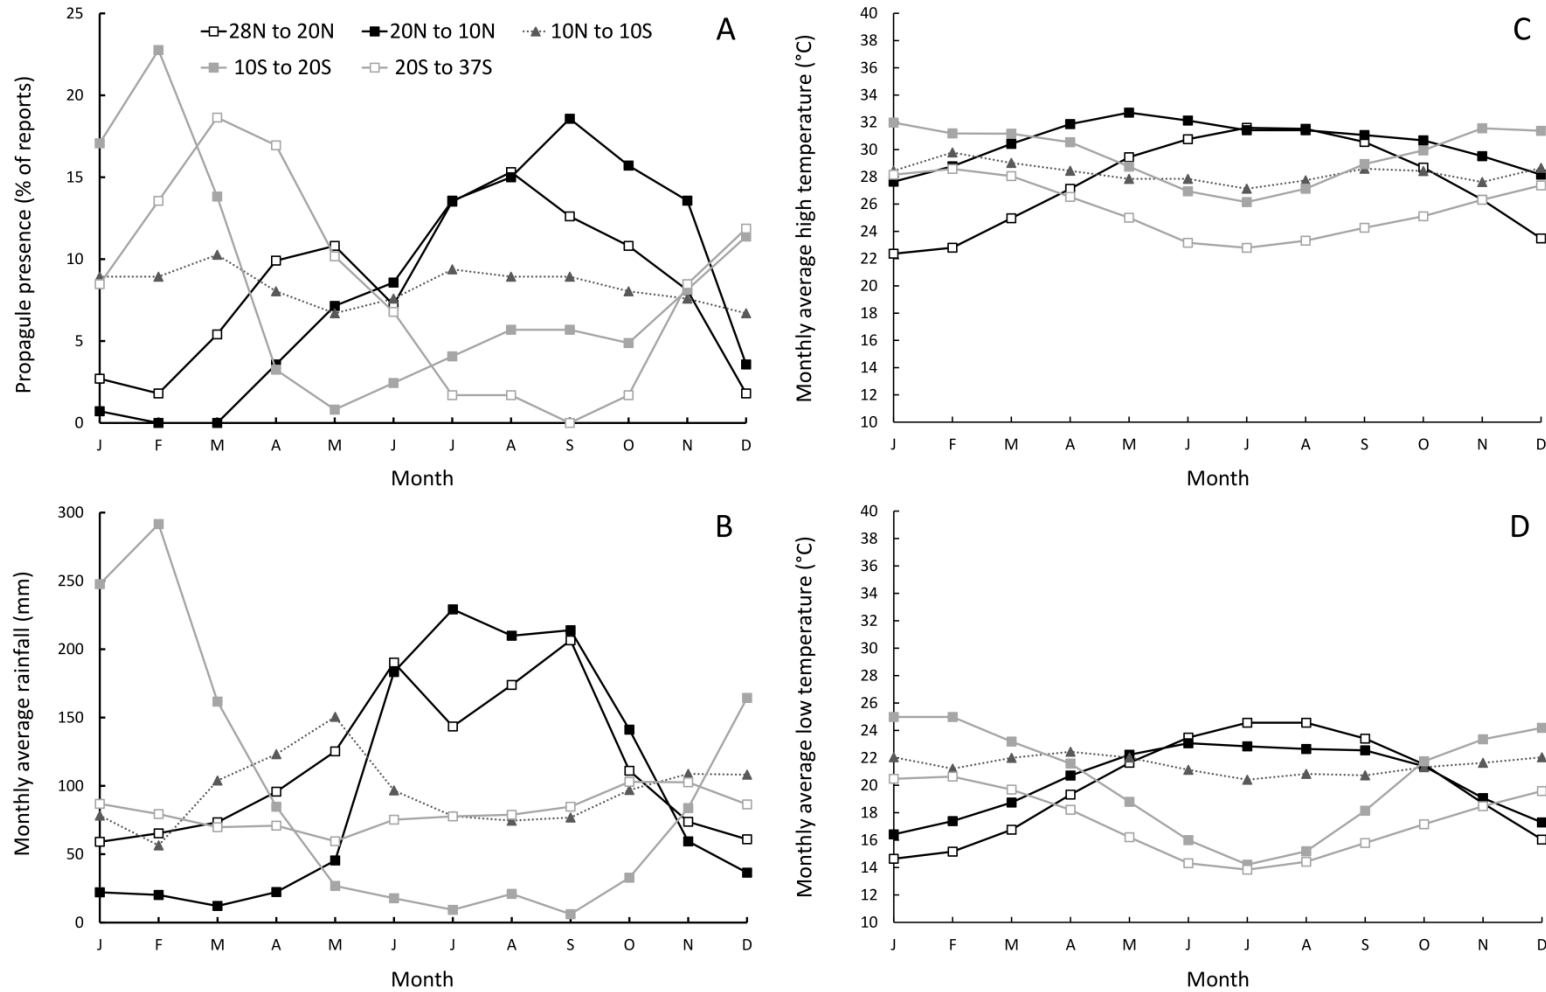 A
28N to 20N 20N to 10N 10N to 10S
10S to 20S 20S to 37S
Propagule presence (% of reports)
25
20
15
10
5
0
J F M A M J J A S O N D
Month
C
Monthly average high temperature (°C)
40
38
36
34
32
30
28
26
24
22
20
18
16
14
12
10
J F M A M J J A S O N D
Month
B
Monthly average rainfall (mm)
300
250
200
150
100
50
0
J F M A M J J A S O N D
Month
D
Monthly average low temperature (°C)
40
38
36
34
32
30
28
26
24
22
20
18
16
14
12
10
J F M A M J J A S O N D
Month